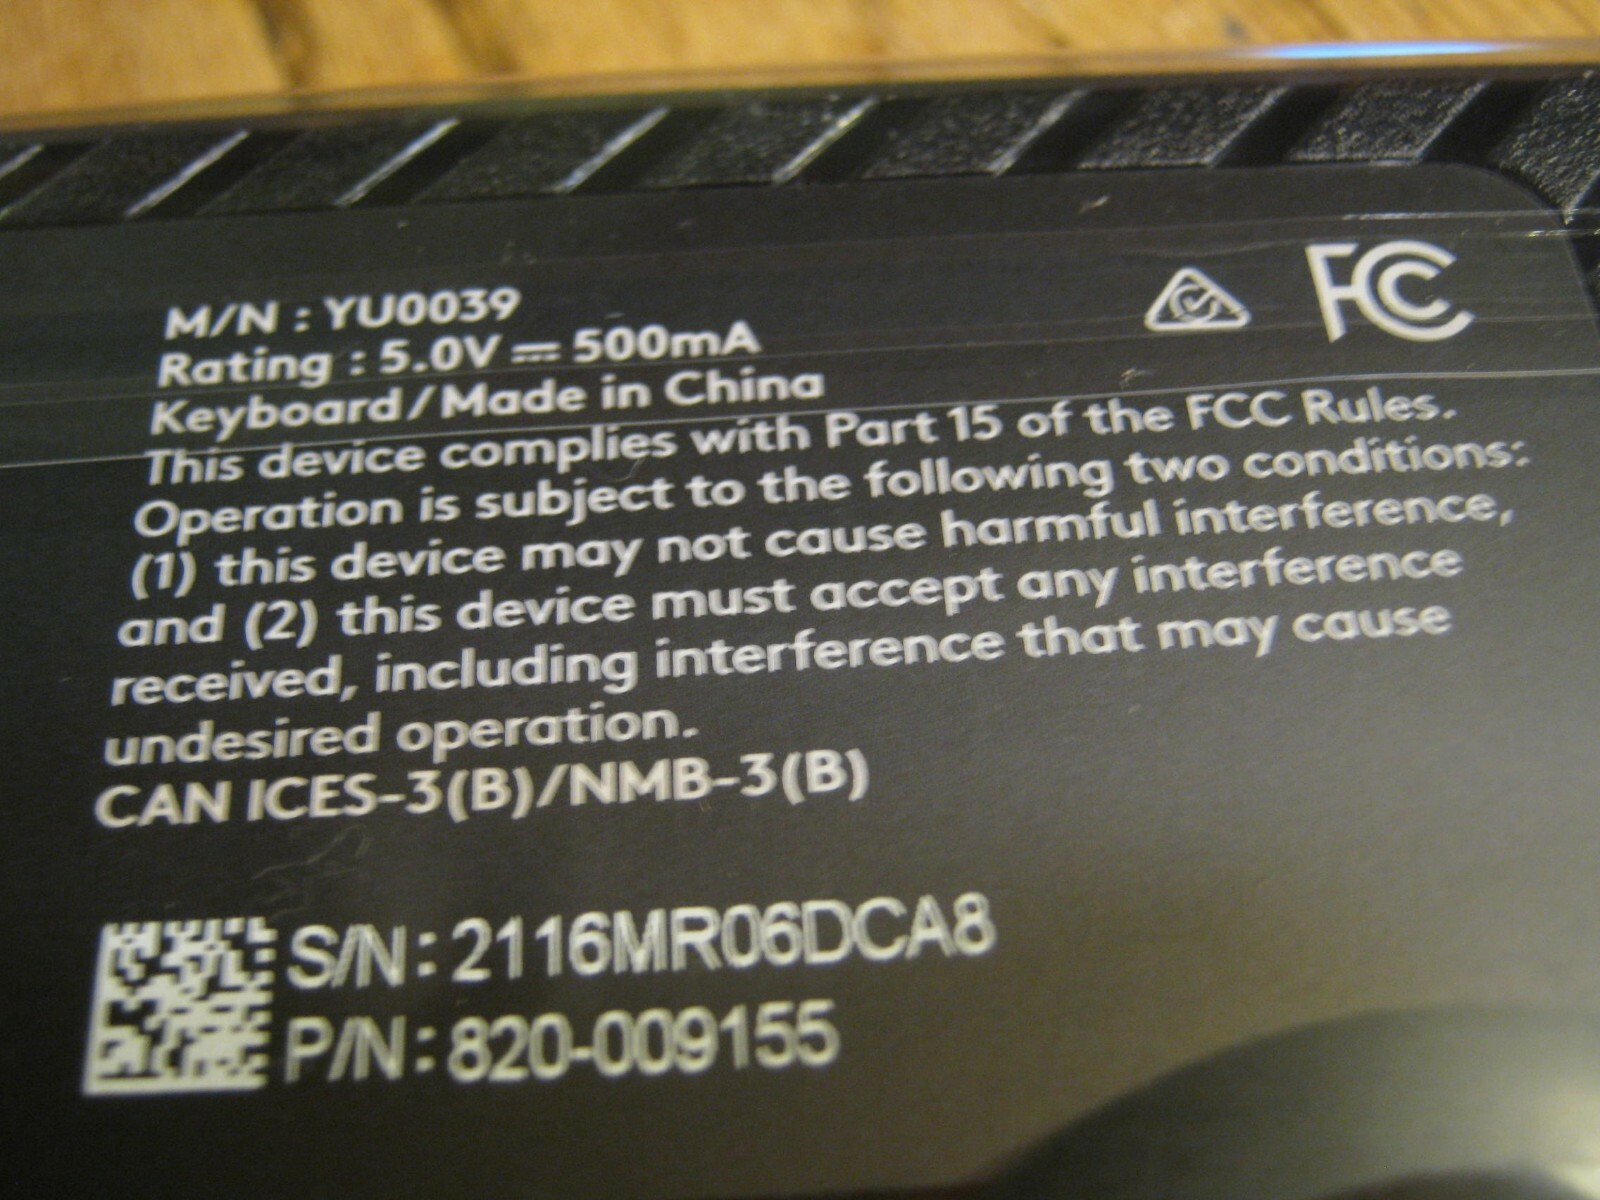 M/N : YU0039
Rating : 5.0V ⎓ 500mA
Keyboard/Made in China
This device complies with Part 15 of the FCC Rules.
Operation is subject to the following two conditions:
(1) this device may not cause harmful interference,
and (2) this device must accept any interference
received, including interference that may cause
undesired operation.
CAN ICES-3(B)/NMB-3(B)
FCC
S/N: 2116MR06DCA8
P/N: 820-009155